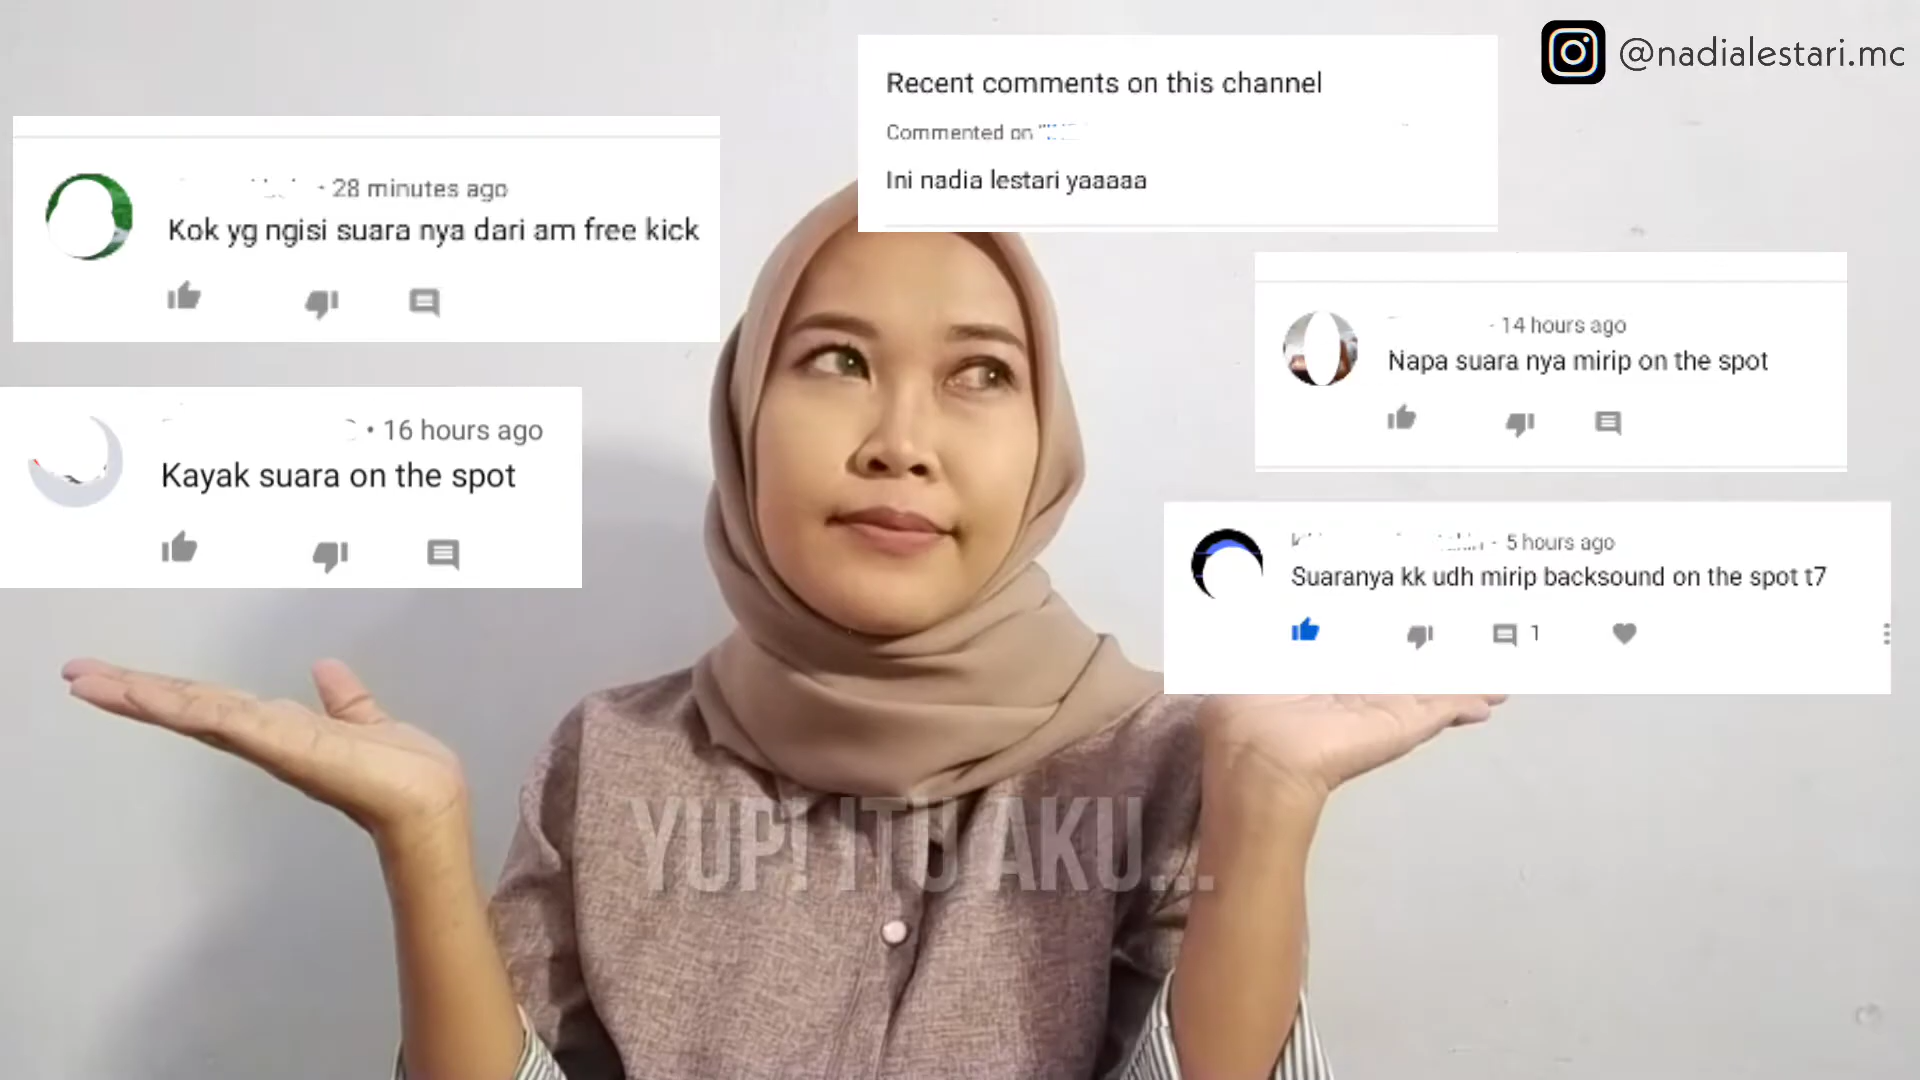 @nadialestari.mc
Recent comments on this channel
Commented on
Ini nadia lestari yaaaaa
28 minutes ago
Kok yg ngisi suara nya dari am free kick
14 hours ago
Napa suara nya mirip on the spot
16 hours ago
Kayak suara on the spot
5 hours ago
Suaranya kk udh mirip backsound on the spot t7
1
YUP! ITU AKU...